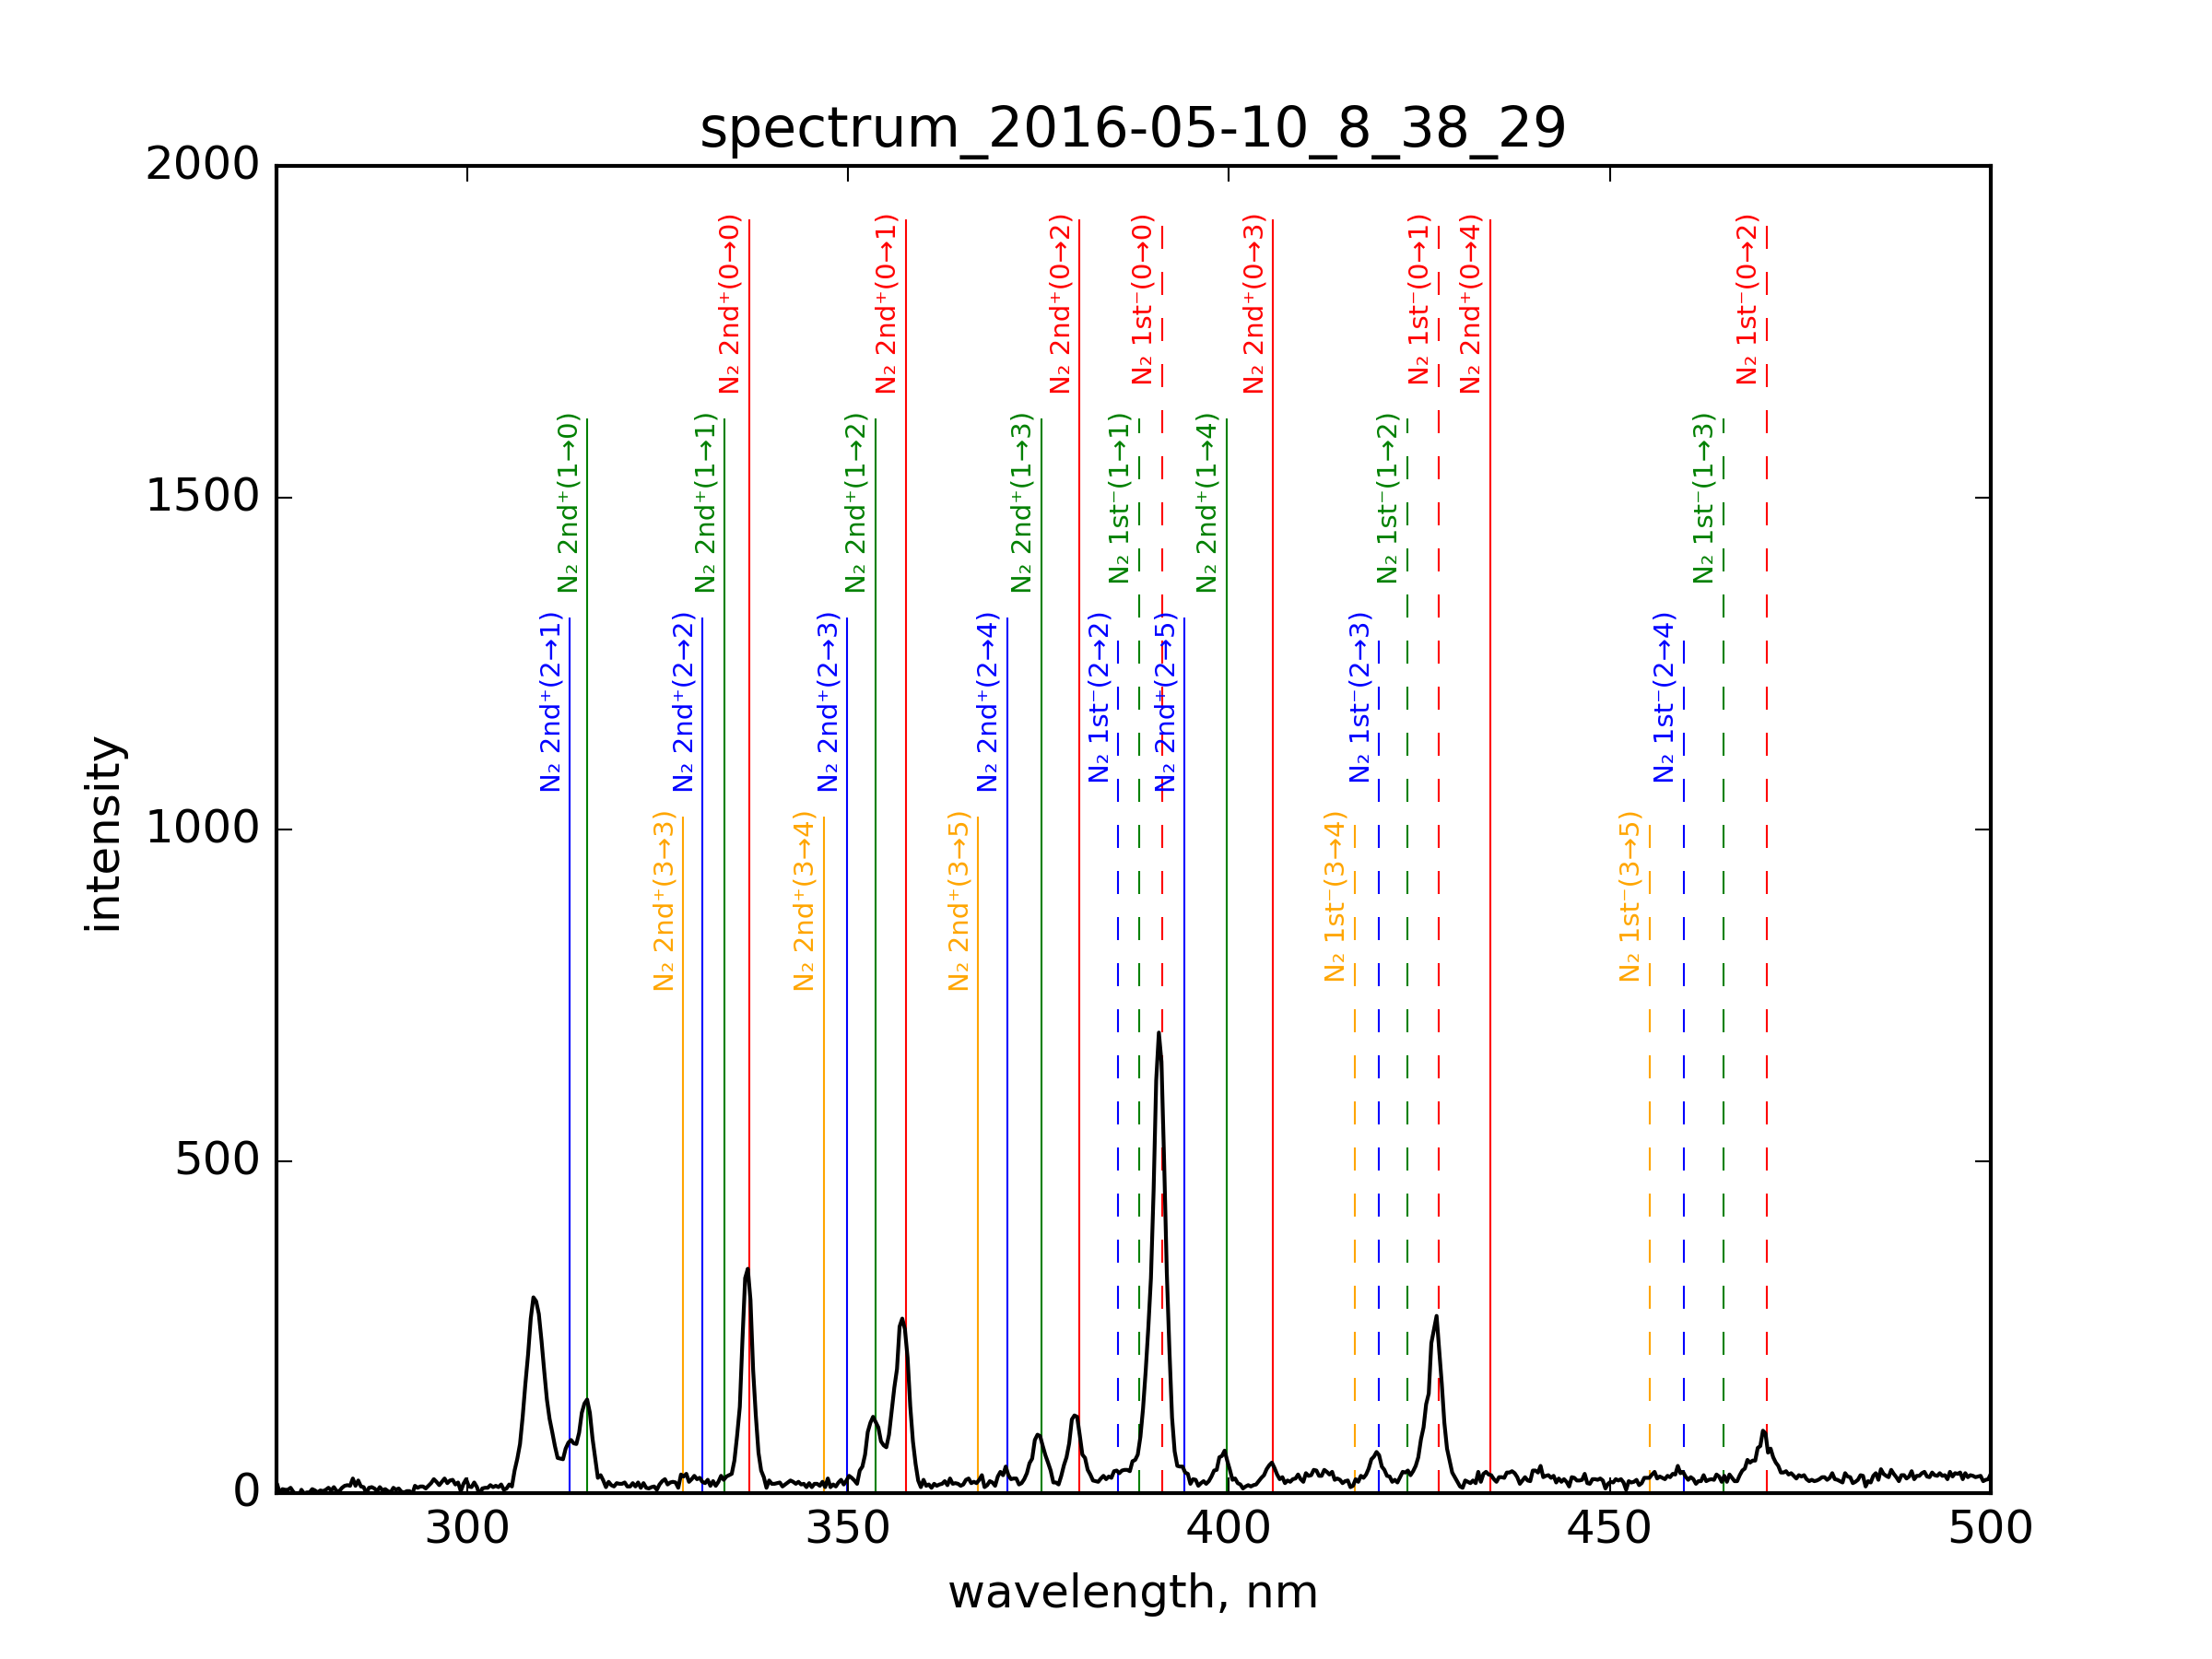 spectrum_2016-05-10_8_38_29
2000
1500
1000
500
0
intensity
N₂ 2nd⁺(0→0)
N₂ 2nd⁺(0→1)
N₂ 2nd⁺(0→2)
N₂ 1st⁻(0→0)
N₂ 2nd⁺(0→3)
N₂ 1st⁻(0→1)
N₂ 2nd⁺(0→4)
N₂ 1st⁻(0→2)
N₂ 2nd⁺(1→0)
N₂ 2nd⁺(1→1)
N₂ 2nd⁺(1→2)
N₂ 2nd⁺(1→3)
N₂ 1st⁻(1→1)
N₂ 2nd⁺(1→4)
N₂ 1st⁻(1→2)
N₂ 1st⁻(1→3)
N₂ 2nd⁺(2→1)
N₂ 2nd⁺(2→2)
N₂ 2nd⁺(2→3)
N₂ 2nd⁺(2→4)
N₂ 1st⁻(2→2)
N₂ 2nd⁺(2→5)
N₂ 1st⁻(2→3)
N₂ 1st⁻(2→4)
N₂ 2nd⁺(3→3)
N₂ 2nd⁺(3→4)
N₂ 2nd⁺(3→5)
N₂ 1st⁻(3→4)
N₂ 1st⁻(3→5)
300 350 400 450 500
wavelength, nm